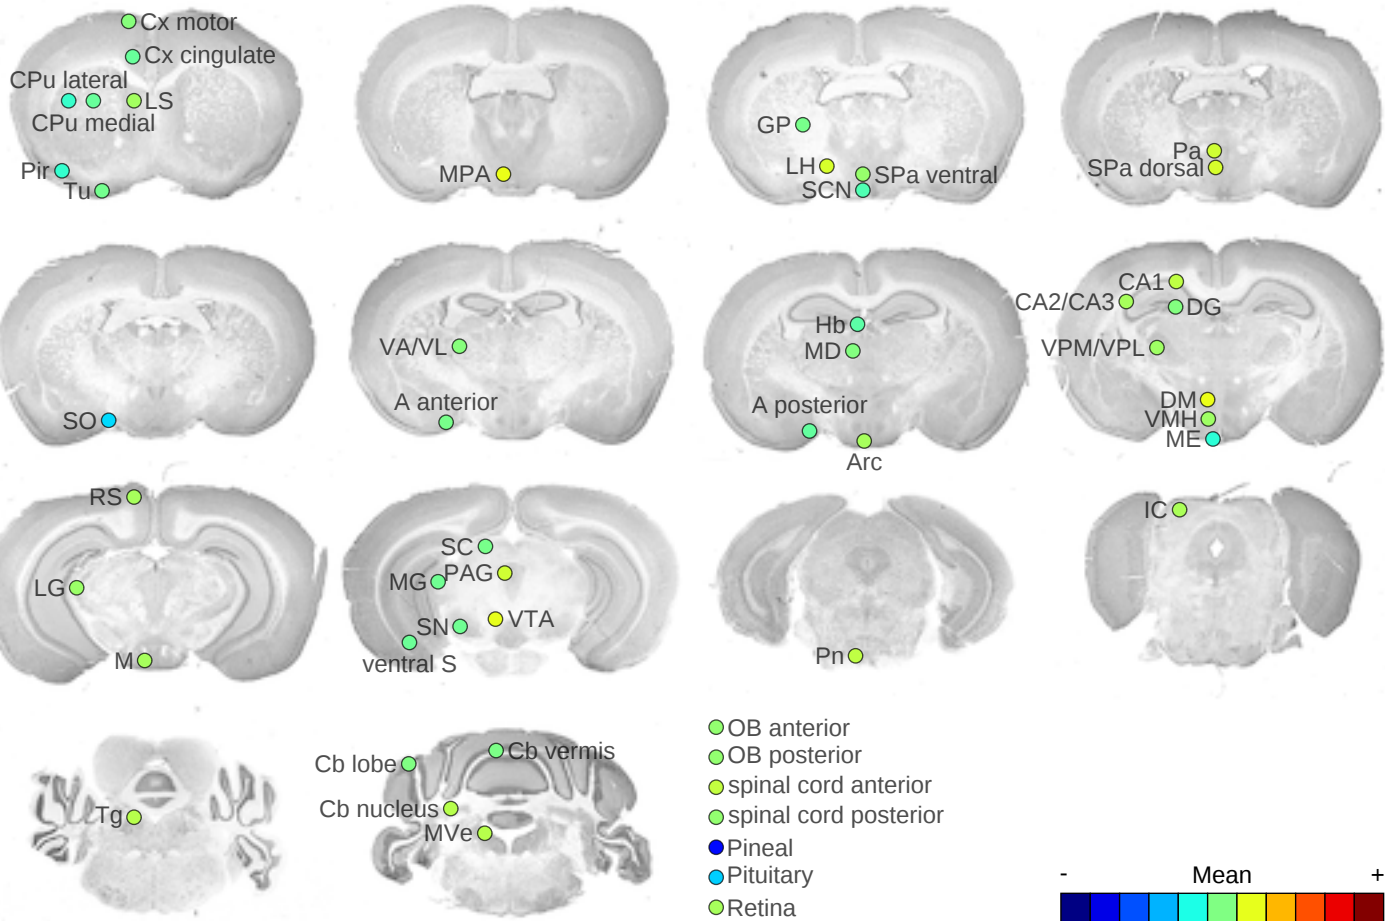 Cx motor
Cx cingulate
CPu lateral
LS
CPu medial
Pir
Tu
MPA
GP
LH
SPa ventral
SCN
Pa
SPa dorsal
SO
VA/VL
A anterior
Hb
MD
A posterior
Arc
CA1
CA2/CA3
DG
VPM/VPL
DM
VMH
ME
RS
LG
M
SC
MG
PAG
SN
VTA
ventral S
Pn
IC
Tg
Cb lobe
Cb vermis
Cb nucleus
MVe
OB anterior
OB posterior
spinal cord anterior
spinal cord posterior
Pineal
Pituitary
Retina
- Mean +